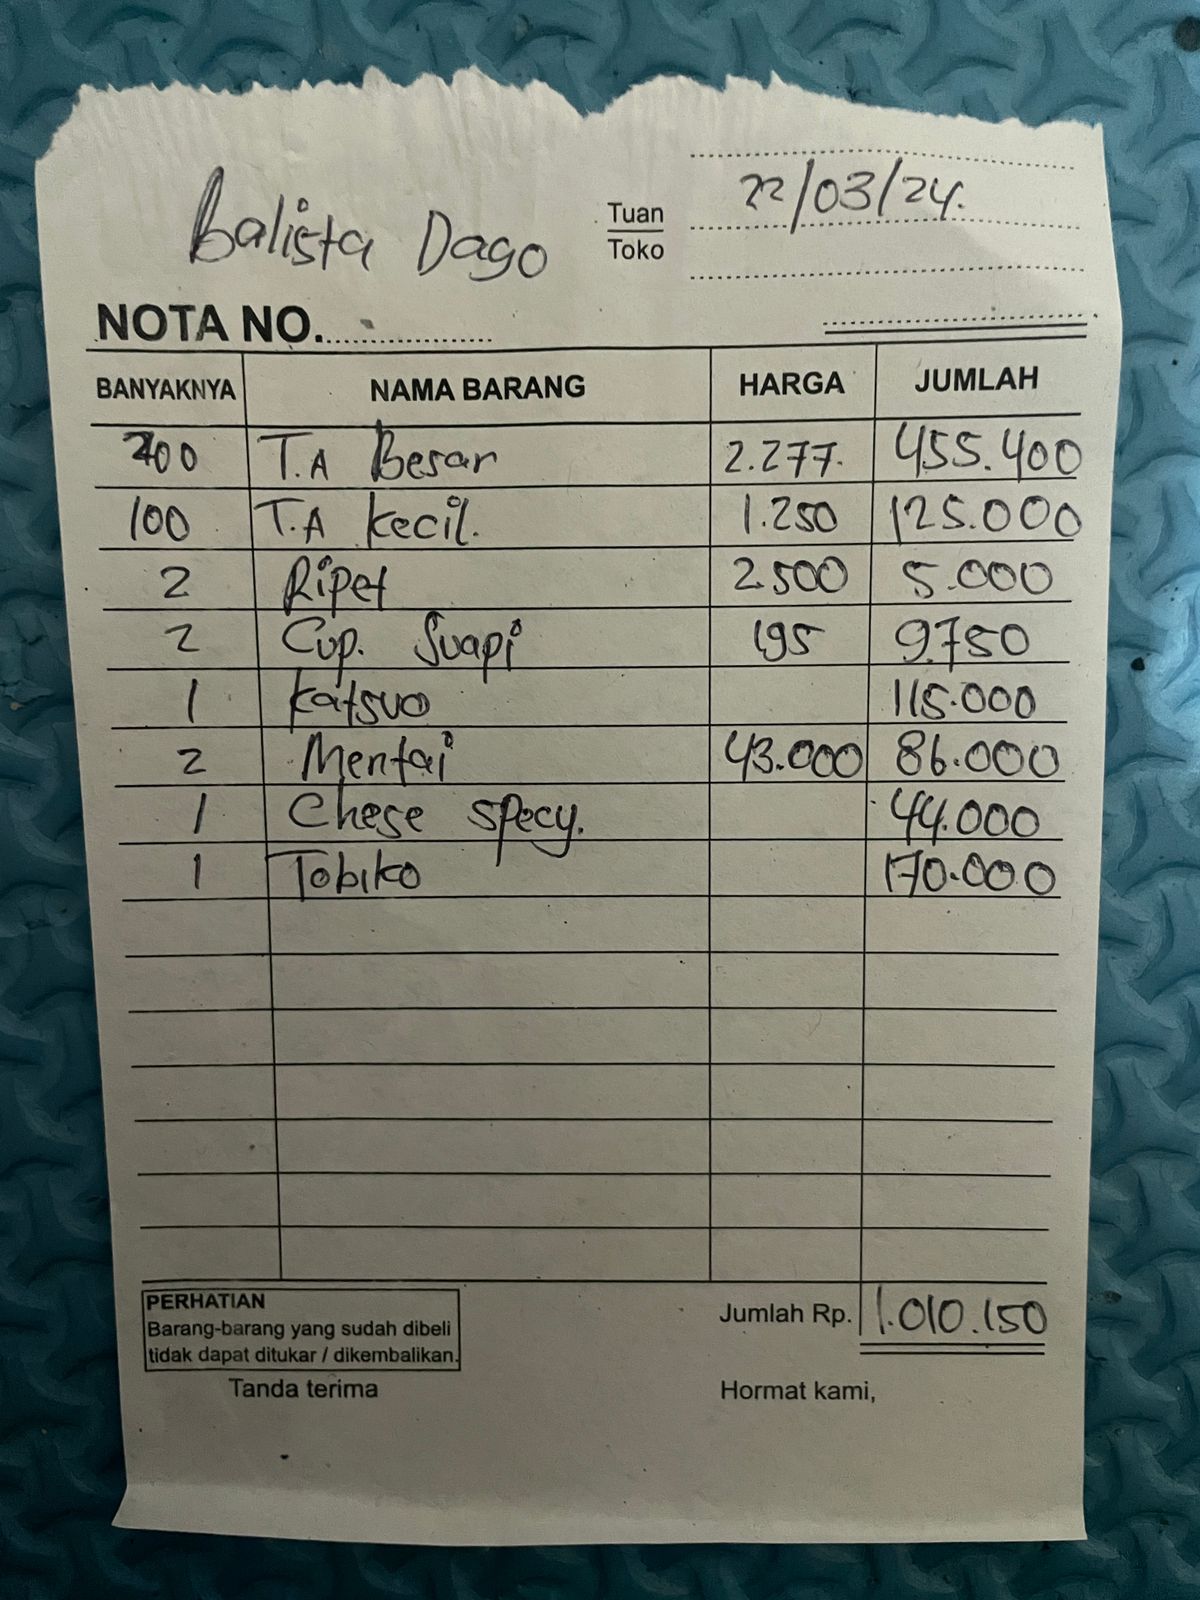 Balista Dago
Tuan
Toko
22/03/24.
NOTA NO.
BANYAKNYA NAMA BARANG HARGA JUMLAH
200 T.A Besar 2.277. 455.400
100 T.A kecil. 1.250 125.000
2 Ripet 2.500 5.000
2 Cup. Suapi 195 9.750
1 Katsuo 115.000
2 Mentai 43.000 86.000
1 Chese specy. 44.000
1 Tobiko 170.000
PERHATIAN
Barang-barang yang sudah dibeli
tidak dapat ditukar / dikembalikan.
Jumlah Rp. 1.010.150
Tanda terima
Hormat kami,